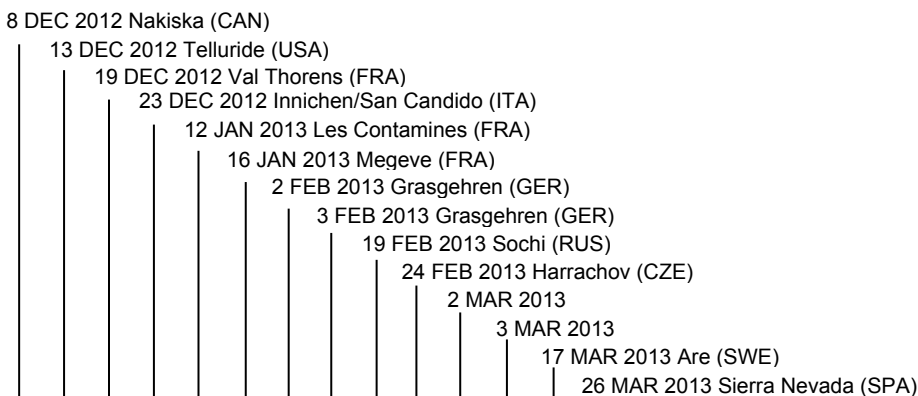 8 DEC 2012 Nakiska (CAN)
13 DEC 2012 Telluride (USA)
19 DEC 2012 Val Thorens (FRA)
23 DEC 2012 Innichen/San Candido (ITA)
12 JAN 2013 Les Contamines (FRA)
16 JAN 2013 Megeve (FRA)
2 FEB 2013 Grasgehren (GER)
3 FEB 2013 Grasgehren (GER)
19 FEB 2013 Sochi (RUS)
24 FEB 2013 Harrachov (CZE)
2 MAR 2013
3 MAR 2013
17 MAR 2013 Are (SWE)
26 MAR 2013 Sierra Nevada (SPA)